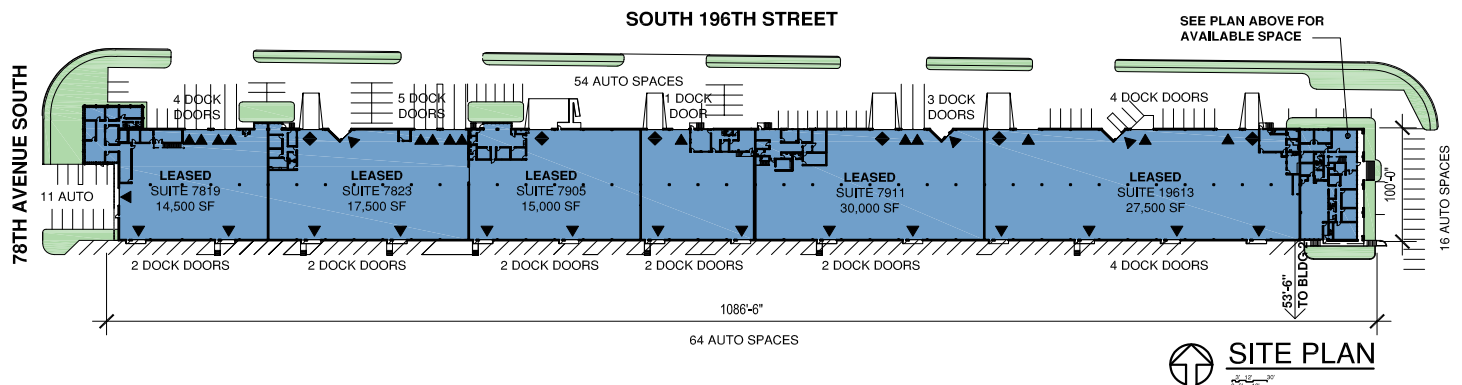 SOUTH 196TH STREET
SEE PLAN ABOVE FOR
AVAILABLE SPACE
78TH AVENUE SOUTH
54 AUTO SPACES
4 DOCK
DOORS
5 DOCK
DOORS
1 DOCK
DOOR
3 DOCK
DOORS
4 DOCK DOORS
11 AUTO
LEASED
SUITE 7819
14,500 SF
LEASED
SUITE 7823
17,500 SF
LEASED
SUITE 7905
15,000 SF
LEASED
SUITE 7911
30,000 SF
LEASED
SUITE 19613
27,500 SF
100'-0"
16 AUTO SPACES
2 DOCK DOORS
2 DOCK DOORS
2 DOCK DOORS
2 DOCK DOORS
2 DOCK DOORS
4 DOCK DOORS
53'-6"
TO BLDG 2
1086'-6"
64 AUTO SPACES
SITE PLAN